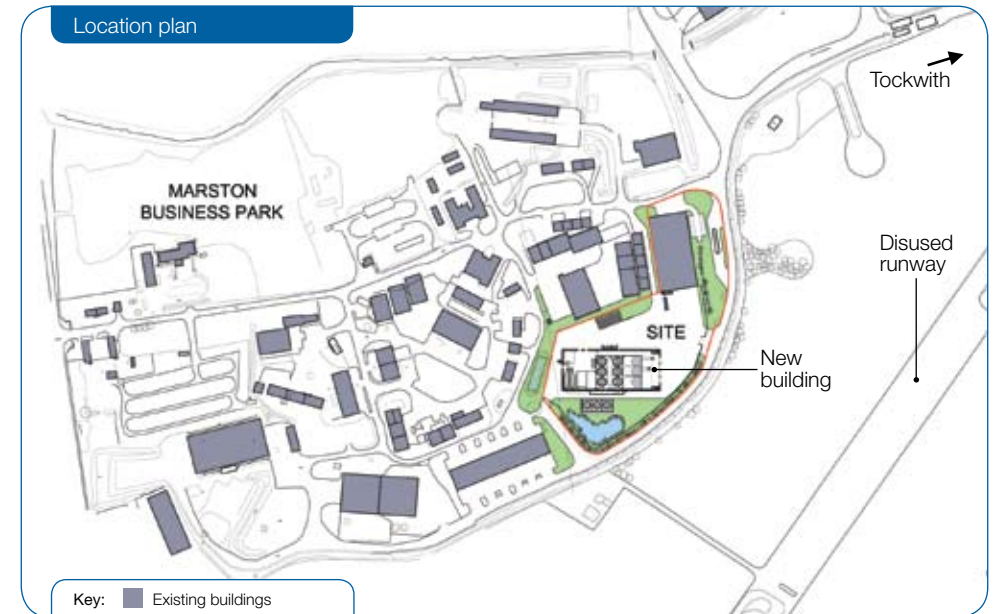 Location plan
Tockwith
MARSTON
BUSINESS PARK
Disused
runway
SITE
New
building
Key: Existing buildings